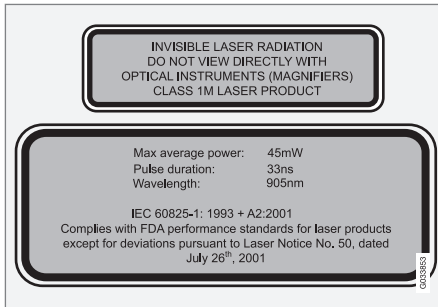 INVISIBLE LASER RADIATION
DO NOT VIEW DIRECTLY WITH
OPTICAL INSTRUMENTS (MAGNIFIERS)
CLASS 1M LASER PRODUCT
Max average power: 45mW
Pulse duration: 33ns
Wavelength: 905nm
IEC 60825-1: 1993 + A2:2001
Complies with FDA performance standards for laser products
except for deviations pursuant to Laser Notice No. 50, dated
July 26th, 2001
G033853